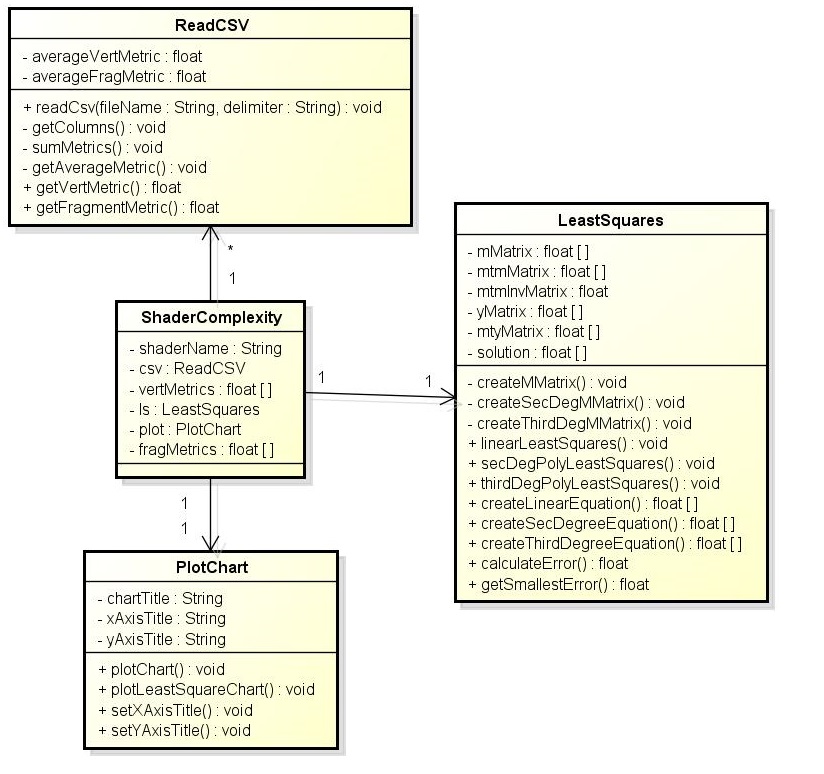 ReadCSV
- averageVertMetric : float
- averageFragMetric : float
+ readCsv(fileName : String, delimiter : String) : void
- getColumns() : void
- sumMetrics() : void
- getAverageMetric() : void
+ getVertMetric() : float
+ getFragmentMetric() : float
*
1
ShaderComplexity
- shaderName : String
- csv : ReadCSV
- vertMetrics : float [ ]
- ls : LeastSquares
- plot : PlotChart
- fragMetrics : float [ ]
1
1
LeastSquares
- mMatrix : float [ ]
- mtmMatrix : float [ ]
- mtmInvMatrix : float
- yMatrix : float [ ]
- mtyMatrix : float [ ]
- solution : float [ ]
- createMMatrix() : void
- createSecDegMMatrix() : void
- createThirdDegMMatrix() : void
+ linearLeastSquares() : void
+ secDegPolyLeastSquares() : void
+ thirdDegPolyLeastSquares() : void
+ createLinearEquation() : float [ ]
+ createSecDegreeEquation() : float [ ]
+ createThirdDegreeEquation() : float [ ]
+ calculateError() : float
+ getSmallestError() : float
1
1
PlotChart
- chartTitle : String
- xAxisTitle : String
- yAxisTitle : String
+ plotChart() : void
+ plotLeastSquareChart() : void
+ setXAxisTitle() : void
+ setYAxisTitle() : void